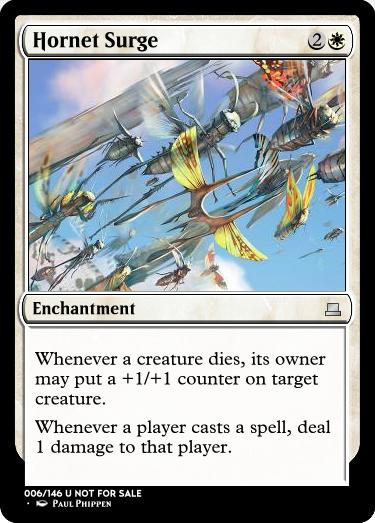 Hornet Surge 2
Enchantment
Whenever a creature dies, its owner
may put a +1/+1 counter on target
creature.
Whenever a player casts a spell, deal
1 damage to that player.
006/146 U NOT FOR SALE
· Paul Phippen